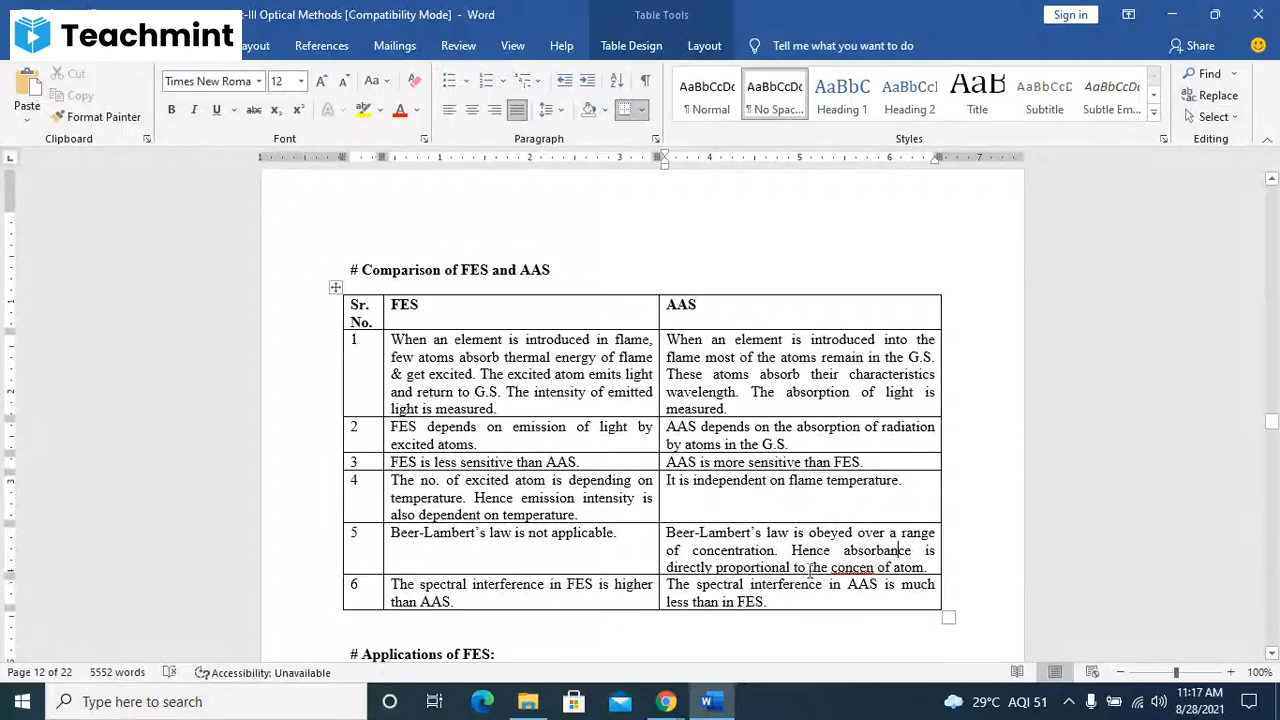 Teachmint
t-III Optical Methods [Compatibility Mode] - Word
Table Tools
Sign in
ayout References Mailings Review View Help Table Design Layout Tell me what you want to do Share
Paste
Cut
Copy
Format Painter
Clipboard
Times New Roma 12
Font
Paragraph
AaBbCcDc AaBbCcDc AaBbC AaBbCc AaB AaBbCcD AaBbCcDc
¶ Normal ¶ No Spac... Heading 1 Heading 2 Title Subtitle Subtle Em...
Styles
Find
Replace
Select
Editing
1 1 2 3 4 5 6 7
# Comparison of FES and AAS
Sr. No. FES AAS
1 When an element is introduced in flame, few atoms absorb thermal energy of flame & get excited. The excited atom emits light and return to G.S. The intensity of emitted light is measured.
When an element is introduced into the flame most of the atoms remain in the G.S. These atoms absorb their characteristics wavelength. The absorption of light is measured.
2 FES depends on emission of light by excited atoms.
AAS depends on the absorption of radiation by atoms in the G.S.
3 FES is less sensitive than AAS.
AAS is more sensitive than FES.
4 The no. of excited atom is depending on temperature. Hence emission intensity is also dependent on temperature.
It is independent on flame temperature.
5 Beer-Lambert's law is not applicable.
Beer-Lambert's law is obeyed over a range of concentration. Hence absorbance is directly proportional to the concen of atom.
6 The spectral interference in FES is higher than AAS.
The spectral interference in AAS is much less than in FES.
# Applications of FES:
Page 12 of 22 5552 words Accessibility: Unavailable 100%
Type here to search
29°C AQI 51
11:17 AM
8/28/2021